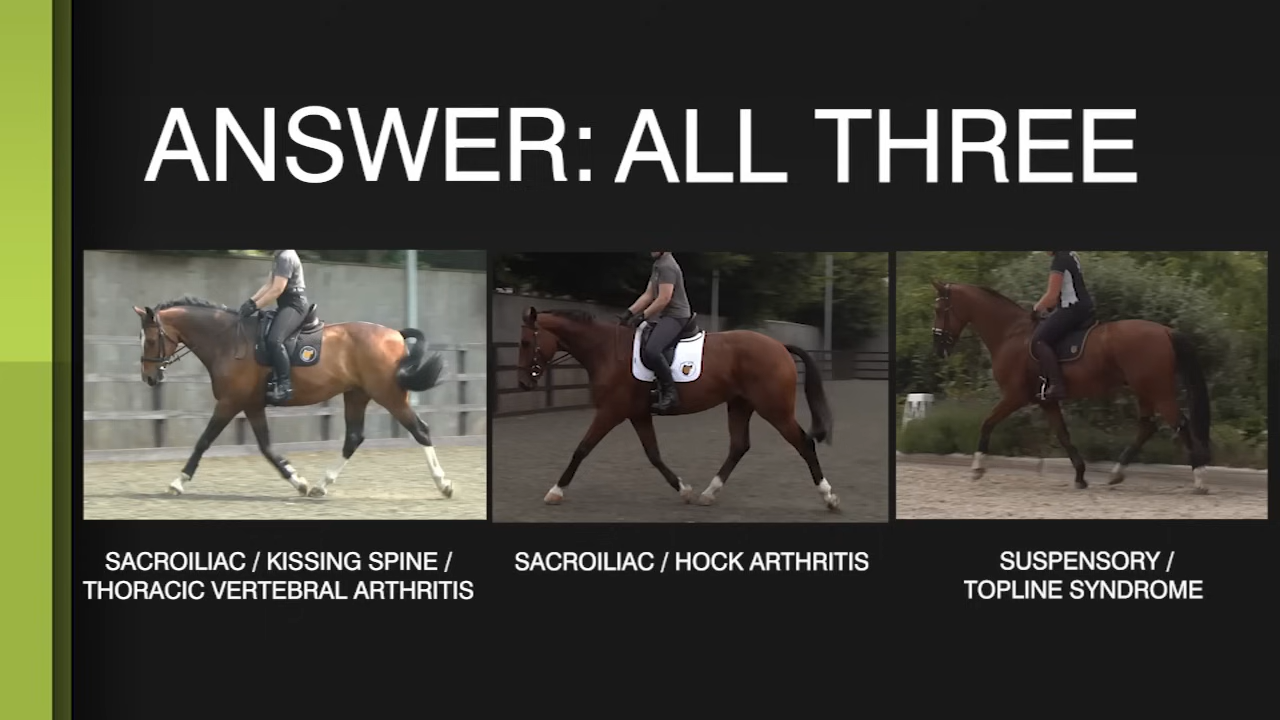 ANSWER: ALL THREE
SACROILIAC / KISSING SPINE /
THORACIC VERTEBRAL ARTHRITIS
SACROILIAC / HOCK ARTHRITIS
SUSPENSORY /
TOPLINE SYNDROME